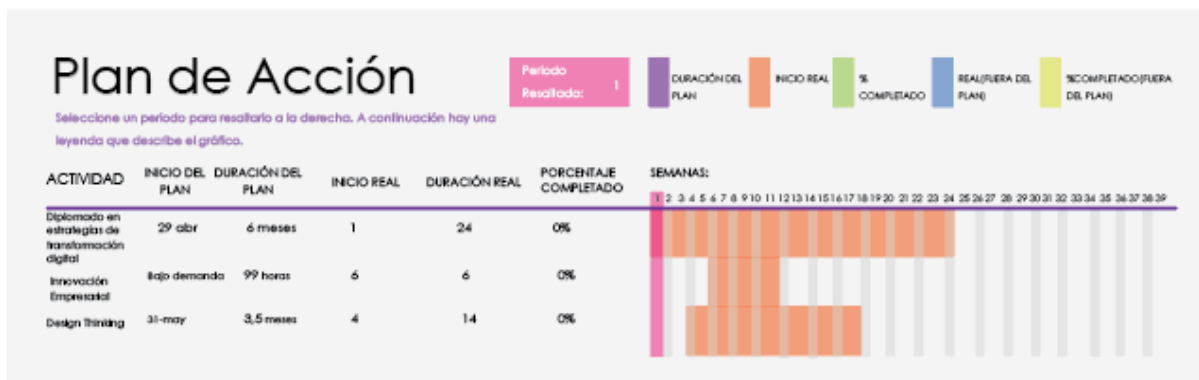 Plan de Acción
Seleccione un periodo para resaltarlo a la derecha. A continuación hay una
leyenda que describe el gráfico.
Periodo
Resaltado: 1
DURACIÓN DEL
PLAN
INICIO REAL
%
COMPLETADO
REAL(FUERA DEL
PLAN)
%COMPLETADO(FUERA
DEL PLAN)
ACTIVIDAD
INICIO DEL
PLAN
DURACIÓN DEL
PLAN
INICIO REAL
DURACIÓN REAL
PORCENTAJE
COMPLETADO
SEMANAS:
1 2 3 4 5 6 7 8 9 10 11 12 13 14 15 16 17 18 19 20 21 22 23 24 25 26 27 28 29 30 31 32 33 34 35 36 37 38 39
Diplomado en
estrategias de
transformación
digital
29 abr
6 meses
1
24
0%
Innovación
Empresarial
Bajo demanda
99 horas
6
6
0%
Design Thinking
31-may
3,5 meses
4
14
0%